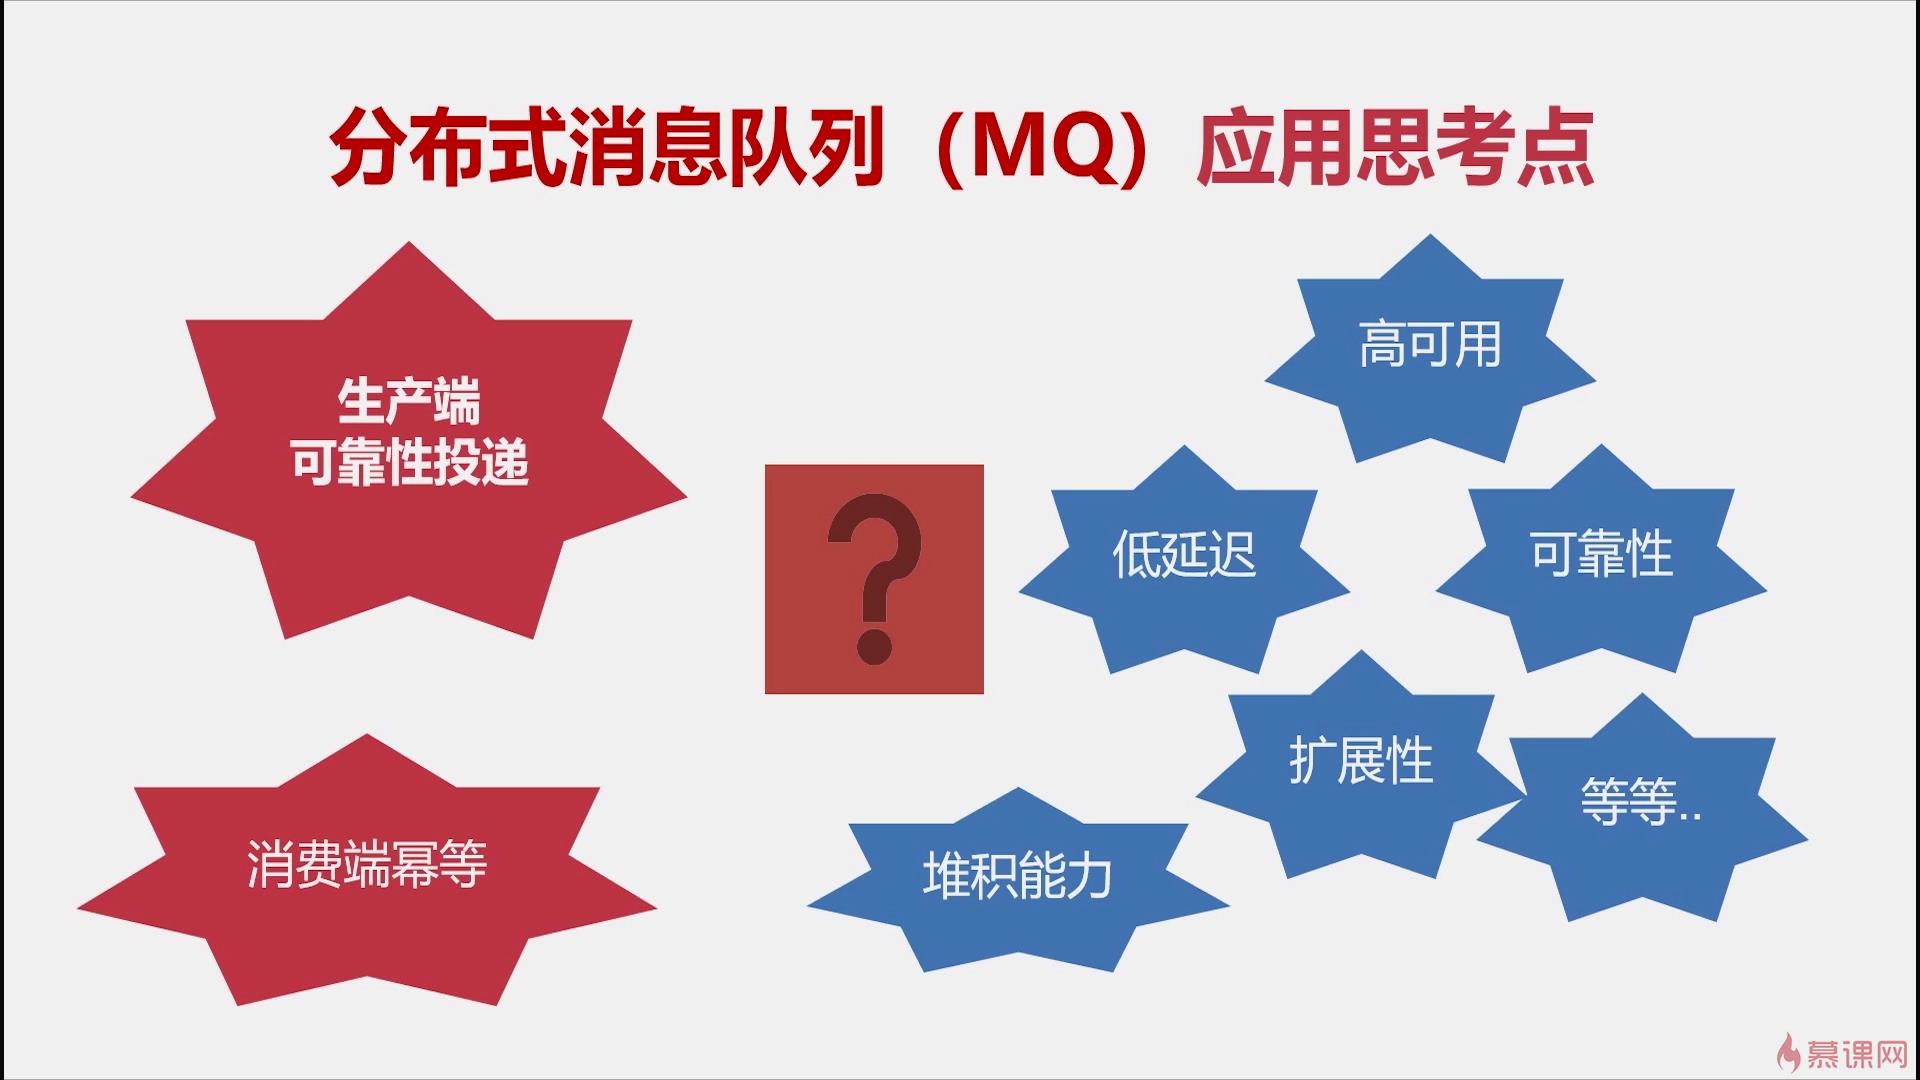 分布式消息队列（MQ）应用思考点
生产端
可靠性投递
高可用
低延迟
可靠性
扩展性
等等..
消费端幂等
堆积能力
慕课网